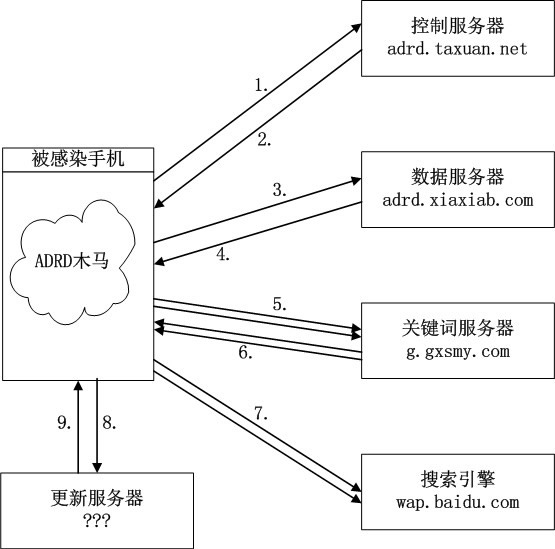 控制服务器
adrd.taxuan.net
1.
2.
被感染手机
ADRD木马
3.
4.
数据服务器
adrd.xiaxiab.com
5.
6.
关键词服务器
g.gxsmy.com
7.
9.
8.
搜索引擎
wap.baidu.com
更新服务器
???